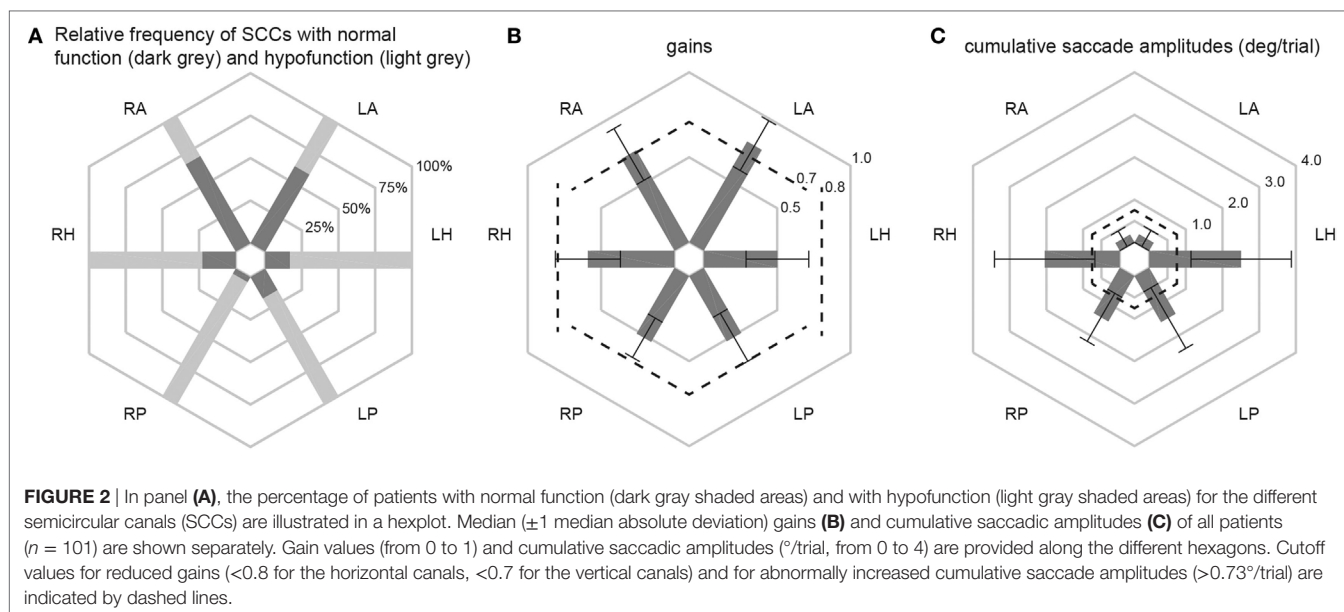 A Relative frequency of SCCs with normal
function (dark grey) and hypofunction (light grey)
RA
LA
100%
75%
50%
25%
RH
LH
RP
LP
B
gains
RA
LA
1.0
0.7
0.8
0.5
RH
LH
RP
LP
C
cumulative saccade amplitudes (deg/trial)
RA
LA
4.0
3.0
2.0
1.0
RH
LH
RP
LP
FIGURE 2 | In panel (A), the percentage of patients with normal function (dark gray shaded areas) and with hypofunction (light gray shaded areas) for the different
semicircular canals (SCCs) are illustrated in a hexplot. Median (±1 median absolute deviation) gains (B) and cumulative saccadic amplitudes (C) of all patients
(n = 101) are shown separately. Gain values (from 0 to 1) and cumulative saccadic amplitudes (°/trial, from 0 to 4) are provided along the different hexagons. Cutoff
values for reduced gains (<0.8 for the horizontal canals, <0.7 for the vertical canals) and for abnormally increased cumulative saccade amplitudes (>0.73°/trial) are
indicated by dashed lines.